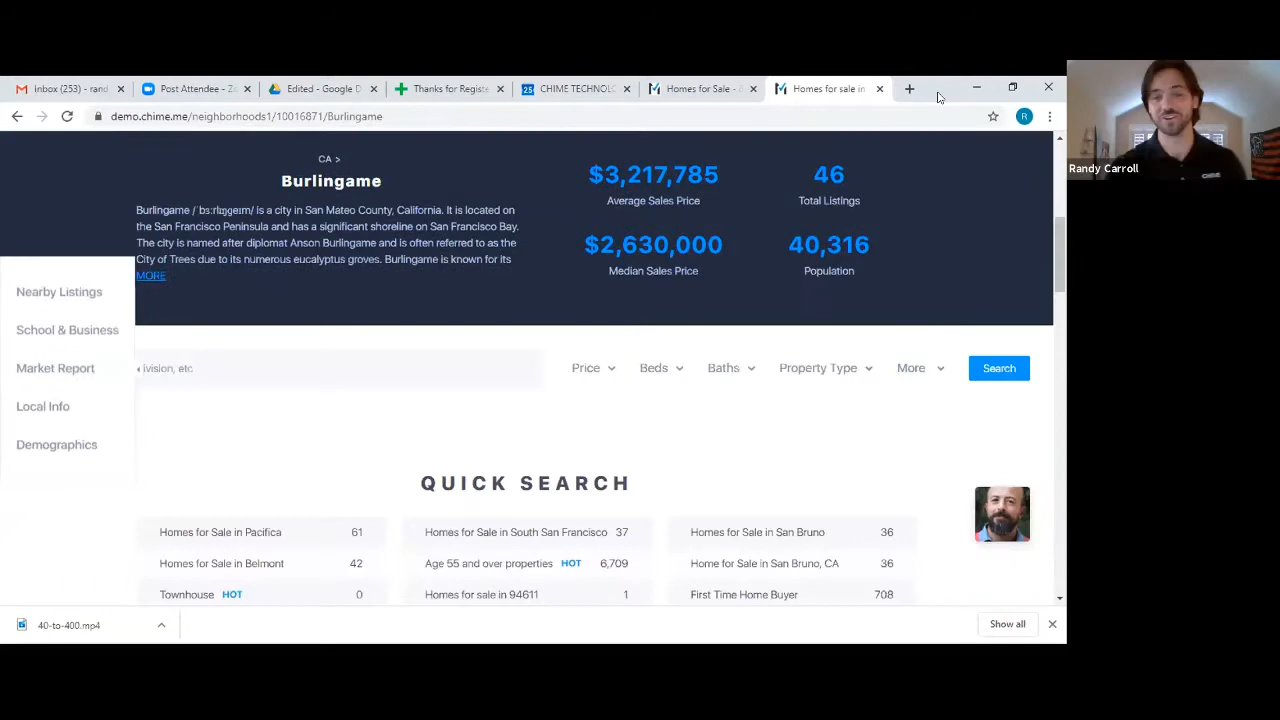 Inbox (253) - rand
Post Attendee - Z
Edited - Google D
Thanks for Registe
CHIME TECHNOL
Homes for Sale -
Homes for sale in
demo.chime.me/neighborhoods1/10016871/Burlingame
R
Randy Carroll
CHIME
CA >
Burlingame
Burlingame /ˈbɜːrlɪŋɡeɪm/ is a city in San Mateo County, California. It is located on
the San Francisco Peninsula and has a significant shoreline on San Francisco Bay.
The city is named after diplomat Anson Burlingame and is often referred to as the
City of Trees due to its numerous eucalyptus groves. Burlingame is known for its
MORE
$3,217,785
Average Sales Price
46
Total Listings
$2,630,000
Median Sales Price
40,316
Population
Nearby Listings
School & Business
Market Report
Local Info
Demographics
ivision, etc
Price
Beds
Baths
Property Type
More
Search
QUICK SEARCH
Homes for Sale in Pacifica 61
Homes for Sale in South San Francisco 37
Homes for Sale in San Bruno 36
Homes for Sale in Belmont 42
Age 55 and over properties HOT 6,709
Home for Sale in San Bruno, CA 36
Townhouse HOT 0
Homes for sale in 94611 1
First Time Home Buyer 708
40-to-400.mp4
Show all